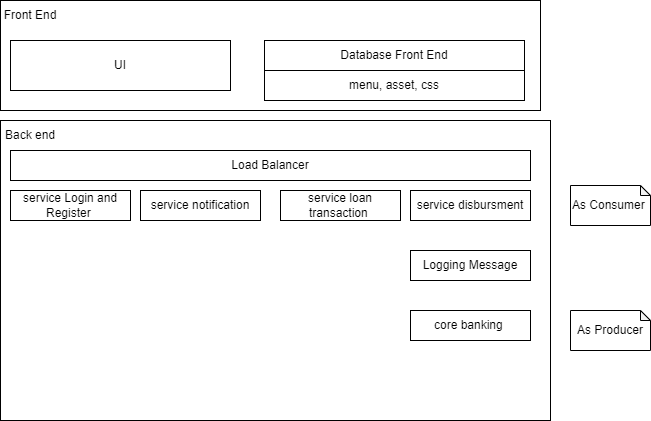 Front End
UI
Database Front End
menu, asset, css
Back end
Load Balancer
service Login and
Register
service notification
service loan
transaction
service disbursment
As Consumer
Logging Message
core banking
As Producer